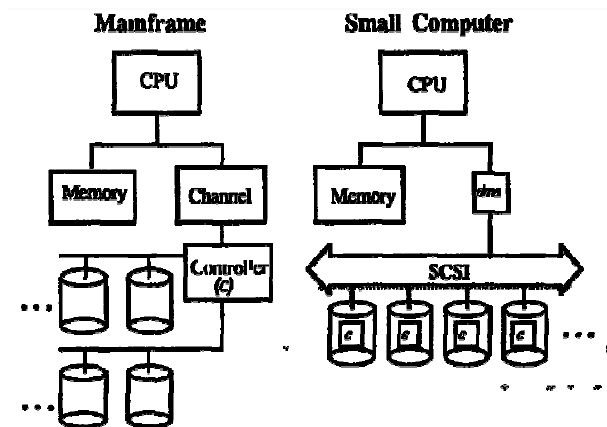 Mainframe
Small Computer
CPU
CPU
Memory
Channel
Memory
dma
Controller
(C)
SCSI
c
c
c
c
...
...
...